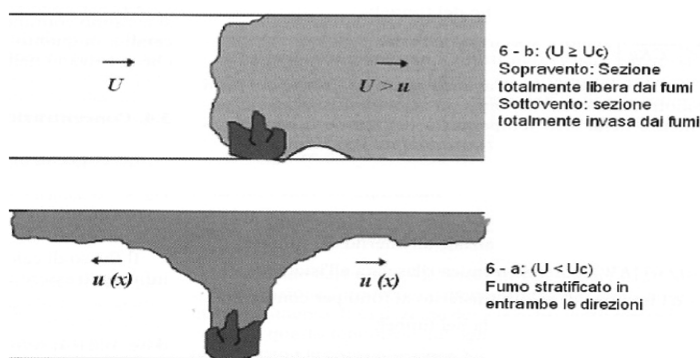 U
U > u
6 - b: (U ≥ Uc)
Sopravento: Sezione
totalmente libera dai fumi
Sottovento: sezione
totalmente invasa dai fumi
u (x)
u (x)
6 - a: (U < Uc)
Fumo stratificato in
entrambe le direzioni